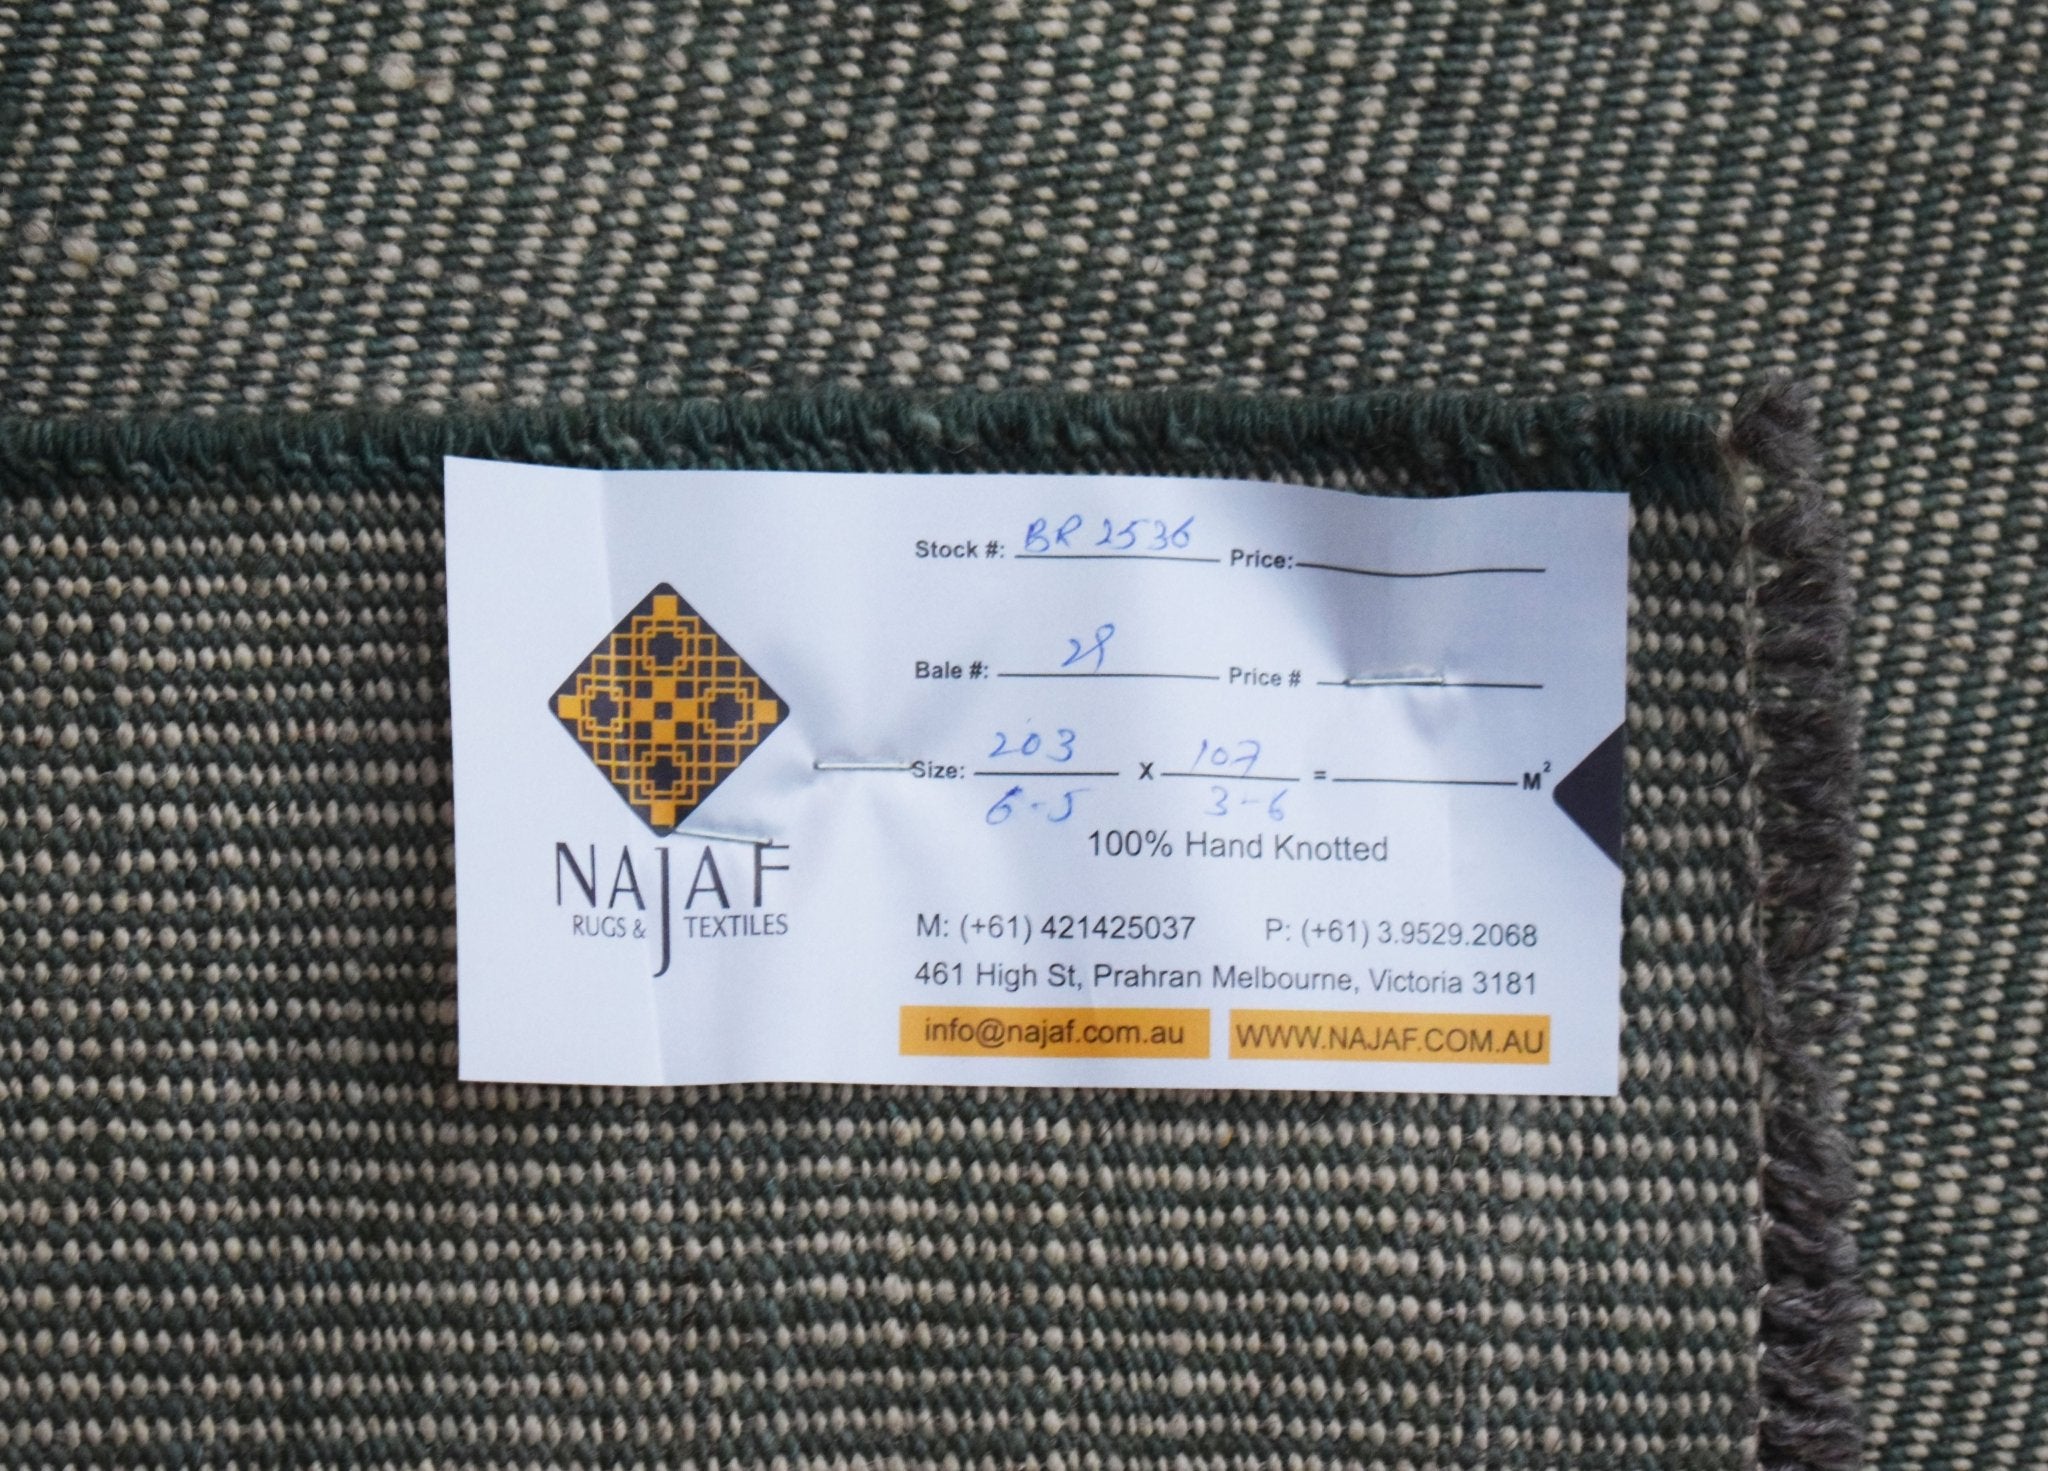 Stock #: BR 2536 Price:
Bale #: 29 Price #
Size: 203 X 107 = M²
6-5 3-6
100% Hand Knotted
NAJAF
RUGS & TEXTILES
M: (+61) 421425037 P: (+61) 3.9529.2068
461 High St, Prahran Melbourne, Victoria 3181
info@najaf.com.au WWW.NAJAF.COM.AU